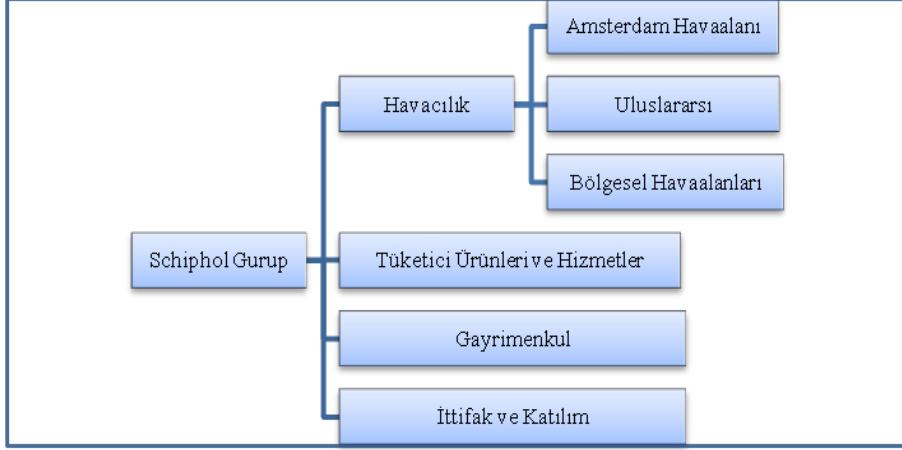 Amsterdam Havaalanı
Havacılık
Uluslararsı
Bölgesel Havaalanları
Schiphol Gurup
Tüketici Ürünleri ve Hizmetler
Gayrimenkul
İttifak ve Katılım